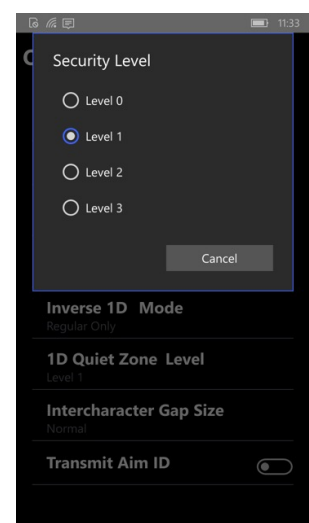 11:33
Security Level
Level 0
Level 1
Level 2
Level 3
Cancel
Inverse 1D Mode
Regular Only
1D Quiet Zone Level
Level 1
Intercharacter Gap Size
Normal
Transmit Aim ID